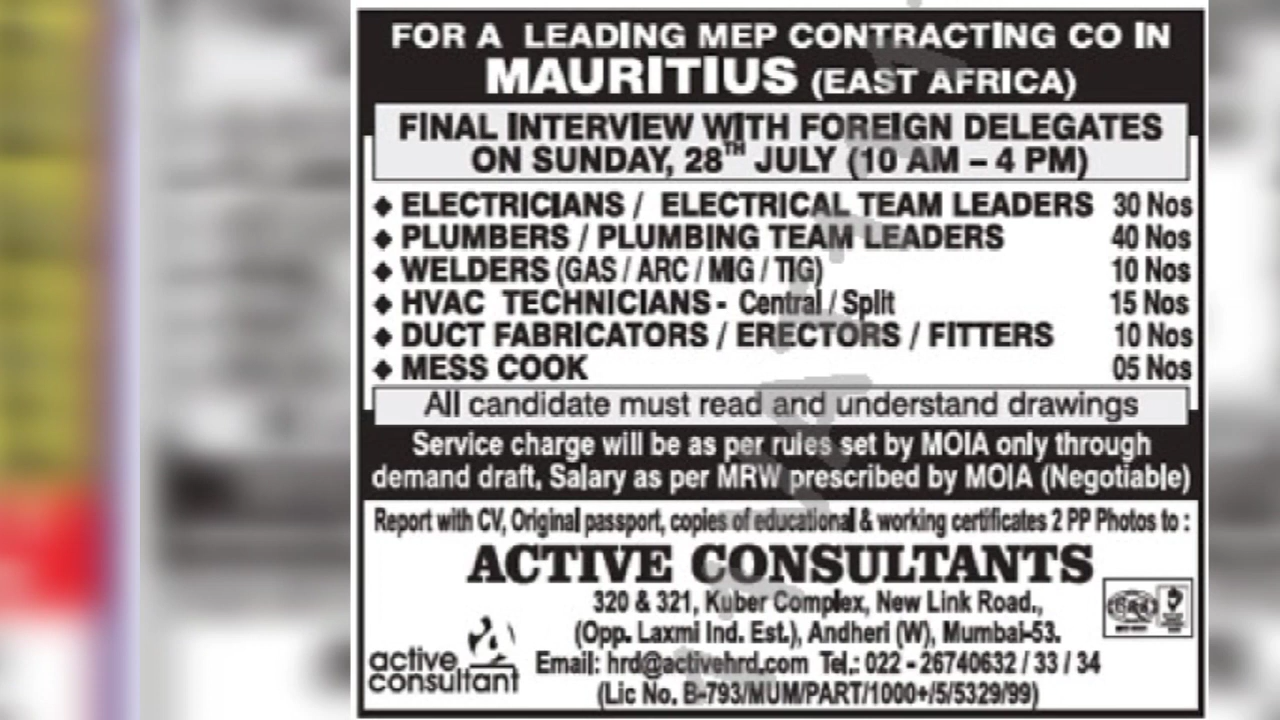 FOR A LEADING MEP CONTRACTING CO IN
MAURITIUS (EAST AFRICA)
FINAL INTERVIEW WITH FOREIGN DELEGATES
ON SUNDAY, 28TH JULY (10 AM – 4 PM)
◆ ELECTRICIANS / ELECTRICAL TEAM LEADERS 30 Nos
◆ PLUMBERS / PLUMBING TEAM LEADERS 40 Nos
◆ WELDERS (GAS / ARC / MIG / TIG) 10 Nos
◆ HVAC TECHNICIANS - Central / Split 15 Nos
◆ DUCT FABRICATORS / ERECTORS / FITTERS 10 Nos
◆ MESS COOK 05 Nos
All candidate must read and understand drawings
Service charge will be as per rules set by MOIA only through
demand draft, Salary as per MRW prescribed by MOIA (Negotiable)
Report with CV, Original passport, copies of educational & working certificates 2 PP Photos to :
ACTIVE CONSULTANTS
320 & 321, Kuber Complex, New Link Road.,
(Opp. Laxmi Ind. Est.), Andheri (W), Mumbai-53.
Email: hrd@activehrd.com Tel.: 022 - 26740632 / 33 / 34
(Lic No. B-793/MUM/PART/1000+/5/5329/99)
active
consultant